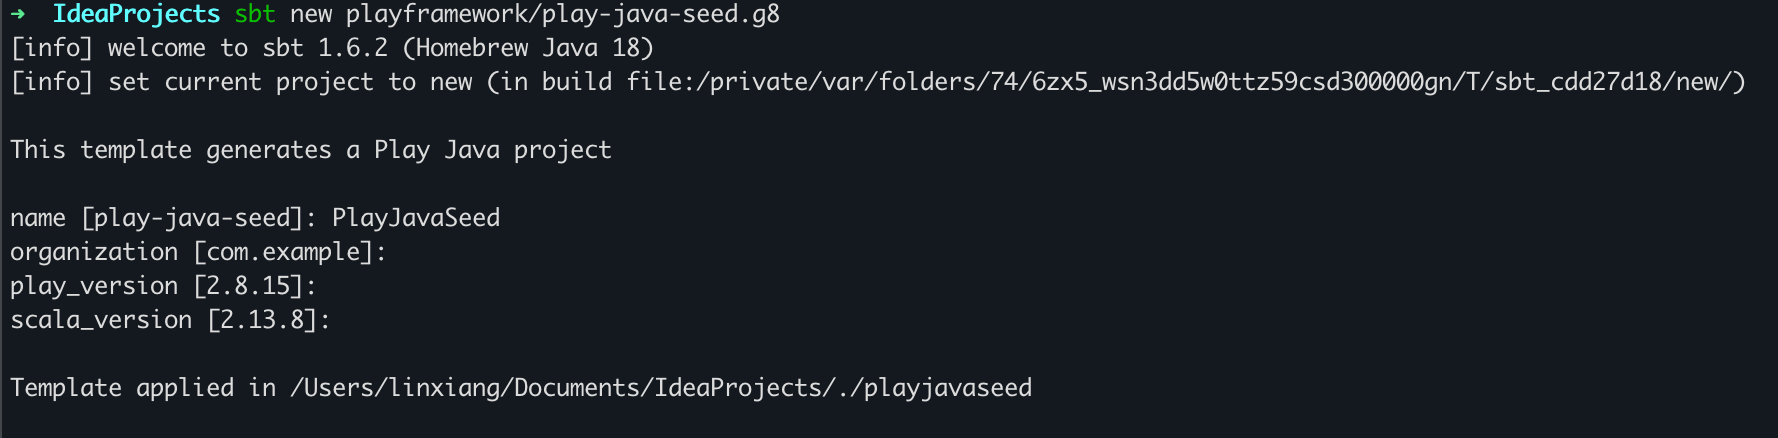 ➜  IdeaProjects sbt new playframework/play-java-seed.g8
[info] welcome to sbt 1.6.2 (Homebrew Java 18)
[info] set current project to new (in build file:/private/var/folders/74/6zx5_wsn3dd5w0ttz59csd300000gn/T/sbt_cdd27d18/new/)
This template generates a Play Java project
name [play-java-seed]: PlayJavaSeed
organization [com.example]:
play_version [2.8.15]:
scala_version [2.13.8]:
Template applied in /Users/linxiang/Documents/IdeaProjects/./playjavaseed